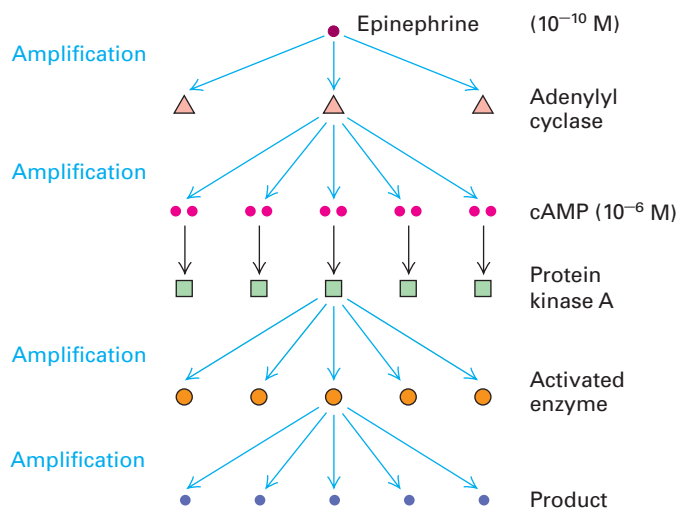 Epinephrine (10⁻¹⁰ M)
Amplification
Adenylyl
cyclase
Amplification
cAMP (10⁻⁶ M)
Protein
kinase A
Amplification
Activated
enzyme
Amplification
Product